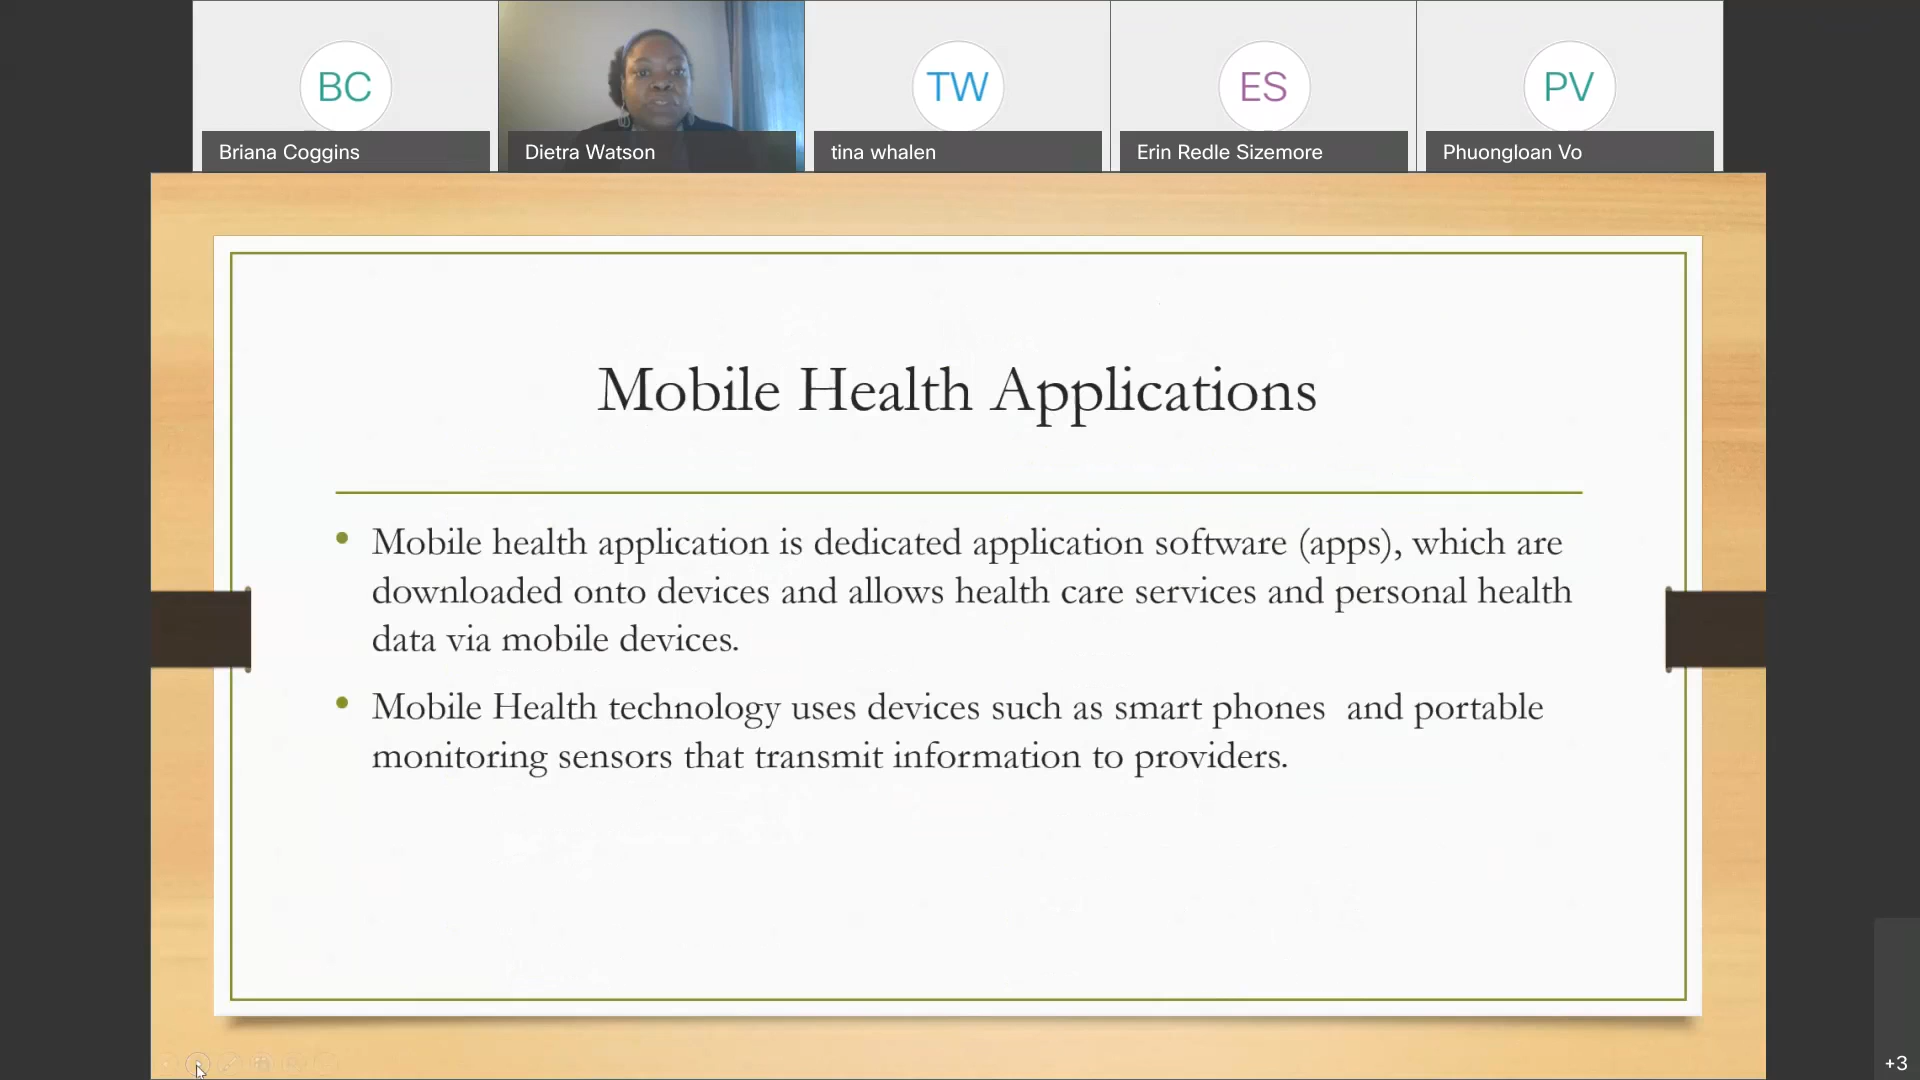 BC
TW
ES
PV
Briana Coggins
Dietra Watson
tina whalen
Erin Redle Sizemore
Phuongloan Vo
Mobile Health Applications
• Mobile health application is dedicated application software (apps), which are
downloaded onto devices and allows health care services and personal health
data via mobile devices.
• Mobile Health technology uses devices such as smart phones  and portable
monitoring sensors that transmit information to providers.
+3